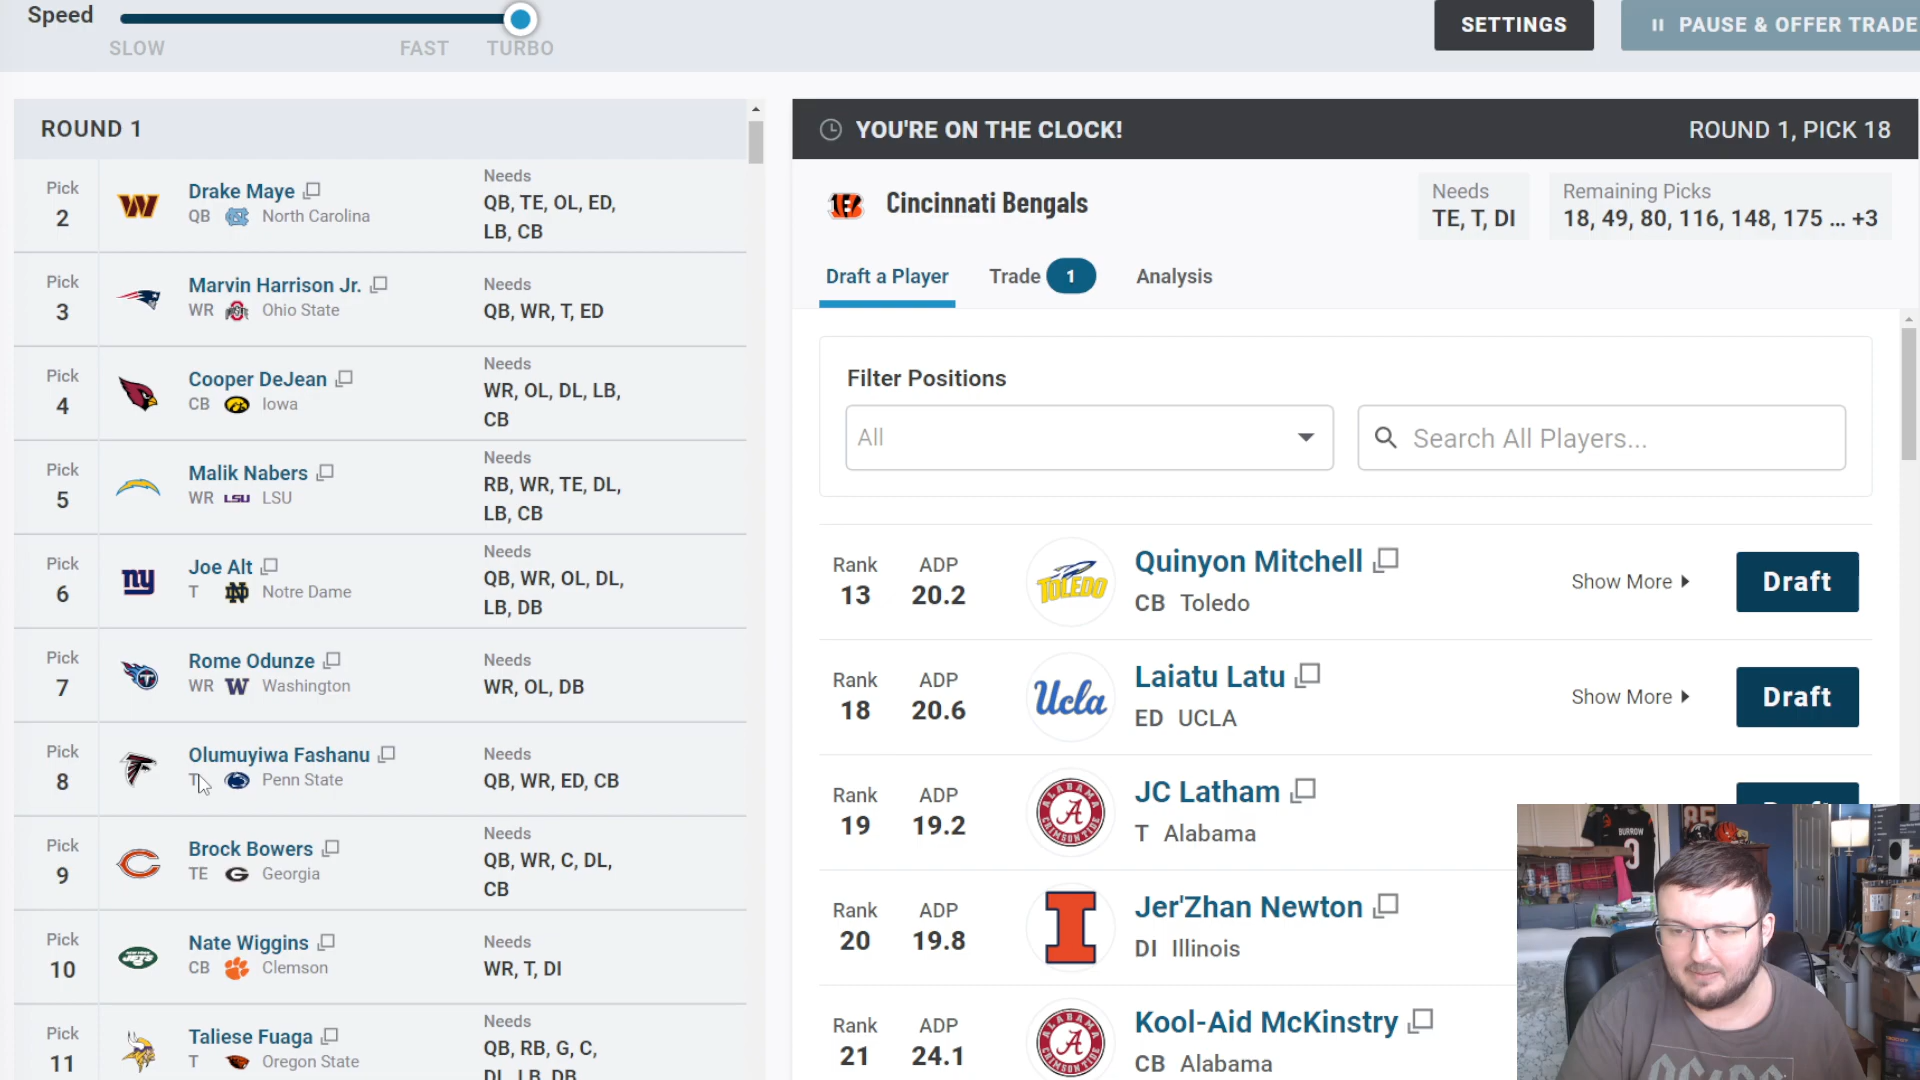 Speed
SLOW FAST TURBO
SETTINGS
PAUSE & OFFER TRADE
ROUND 1
Pick 2
Drake Maye
QB North Carolina
Needs
QB, TE, OL, ED,
LB, CB
Pick 3
Marvin Harrison Jr.
WR Ohio State
Needs
QB, WR, T, ED
Pick 4
Cooper DeJean
CB Iowa
Needs
WR, OL, DL, LB,
CB
Pick 5
Malik Nabers
WR LSU LSU
Needs
RB, WR, TE, DL,
LB, CB
Pick 6
ny
Joe Alt
T Notre Dame
Needs
QB, WR, OL, DL,
LB, DB
Pick 7
Rome Odunze
WR W Washington
Needs
WR, OL, DB
Pick 8
Olumuyiwa Fashanu
T Penn State
Needs
QB, WR, ED, CB
Pick 9
Brock Bowers
TE G Georgia
Needs
QB, WR, C, DL,
CB
Pick 10
Nate Wiggins
CB Clemson
Needs
WR, T, DI
Pick 11
Taliese Fuaga
T Oregon State
Needs
QB, RB, G, C,
DL, LB, DB
YOU'RE ON THE CLOCK!
ROUND 1, PICK 18
Cincinnati Bengals
Needs
TE, T, DI
Remaining Picks
18, 49, 80, 116, 148, 175 ... +3
Draft a Player
Trade 1
Analysis
Filter Positions
All
Search All Players...
Rank 13
ADP 20.2
TOLEDO
Quinyon Mitchell
CB Toledo
Show More
Draft
Rank 18
ADP 20.6
Ucla
Laiatu Latu
ED UCLA
Show More
Draft
Rank 19
ADP 19.2
JC Latham
T Alabama
Rank 20
ADP 19.8
Jer'Zhan Newton
DI Illinois
Rank 21
ADP 24.1
Kool-Aid McKinstry
CB Alabama
BURROW
9
85